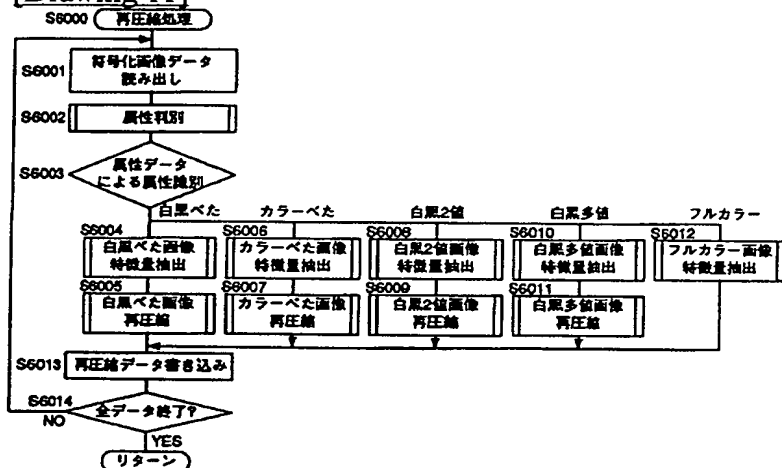 [Drawing 11]
S6000 再圧縮処理
S6001 符号化画像データ
読み出し
S6002 属性判別
S6003 属性データ
による属性識別
白黒べた カラーべた 白黒2値 白黒多値 フルカラー
S6004 S6006 S6008 S6010 S6012
白黒べた画像 カラーべた画像 白黒2値画像 白黒多値画像 フルカラー画像
特徴量抽出 特徴量抽出 特徴量抽出 特徴量抽出 特徴量抽出
S6005 S6007 S6009 S6011
白黒べた画像 カラーべた画像 白黒2値画像 白黒多値画像
再圧縮 再圧縮 再圧縮 再圧縮
S6013 再圧縮データ書き込み
S6014 全データ終了?
NO
YES
リターン